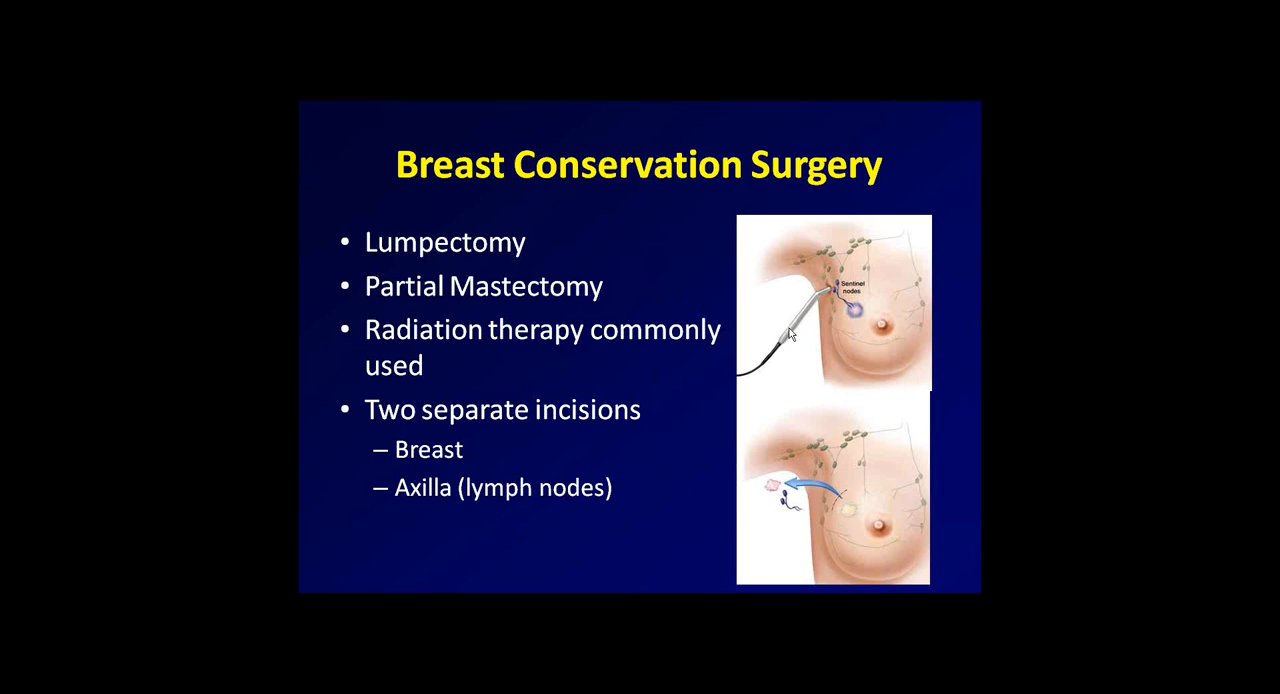 Breast Conservation Surgery
• Lumpectomy
• Partial Mastectomy
• Radiation therapy commonly
used
• Two separate incisions
– Breast
– Axilla (lymph nodes)
Sentinel
nodes